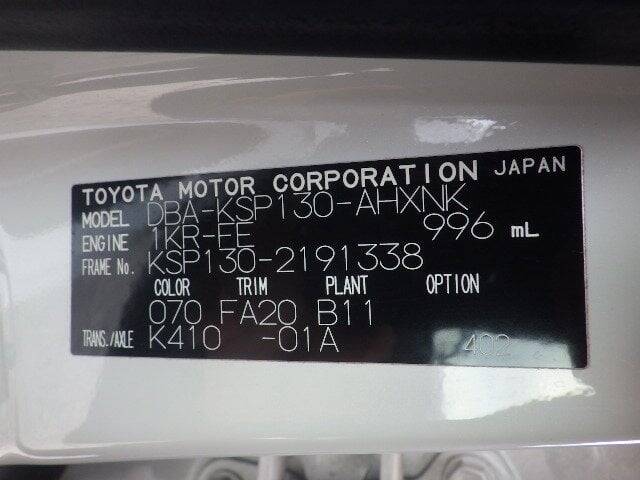 TOYOTA MOTOR CORPORATION JAPAN
MODEL DBA-KSP130-AHXNK
ENGINE 1KR-FE 996 mL
FRAME No. KSP130-2191338
COLOR TRIM PLANT OPTION
070 FA20 B11
TRANS./AXLE K410 -01A 402